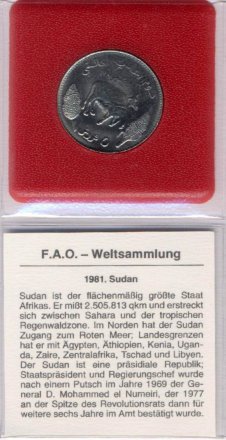 F.A.O. – Weltsammlung
1981. Sudan
Sudan ist der flächenmäßig größte Staat
Afrikas. Er mißt 2.505.813 qkm und erstreckt
sich zwischen Sahara und der tropischen
Regenwaldzone. Im Norden hat der Sudan
Zugang zum Roten Meer; Landesgrenzen
hat er mit Ägypten, Äthiopien, Kenia, Ugan-
da, Zaire, Zentralafrika, Tschad und Libyen.
Der Sudan ist eine präsidiale Republik;
Staatspräsident und Regierungschef wurde
nach einem Putsch im Jahre 1969 der Gene-
ral D. Mohammed el Numeiri, der 1977
an der Spitze des Revolutionsrats dann für
weitere sechs Jahre im Amt bestätigt wurde.